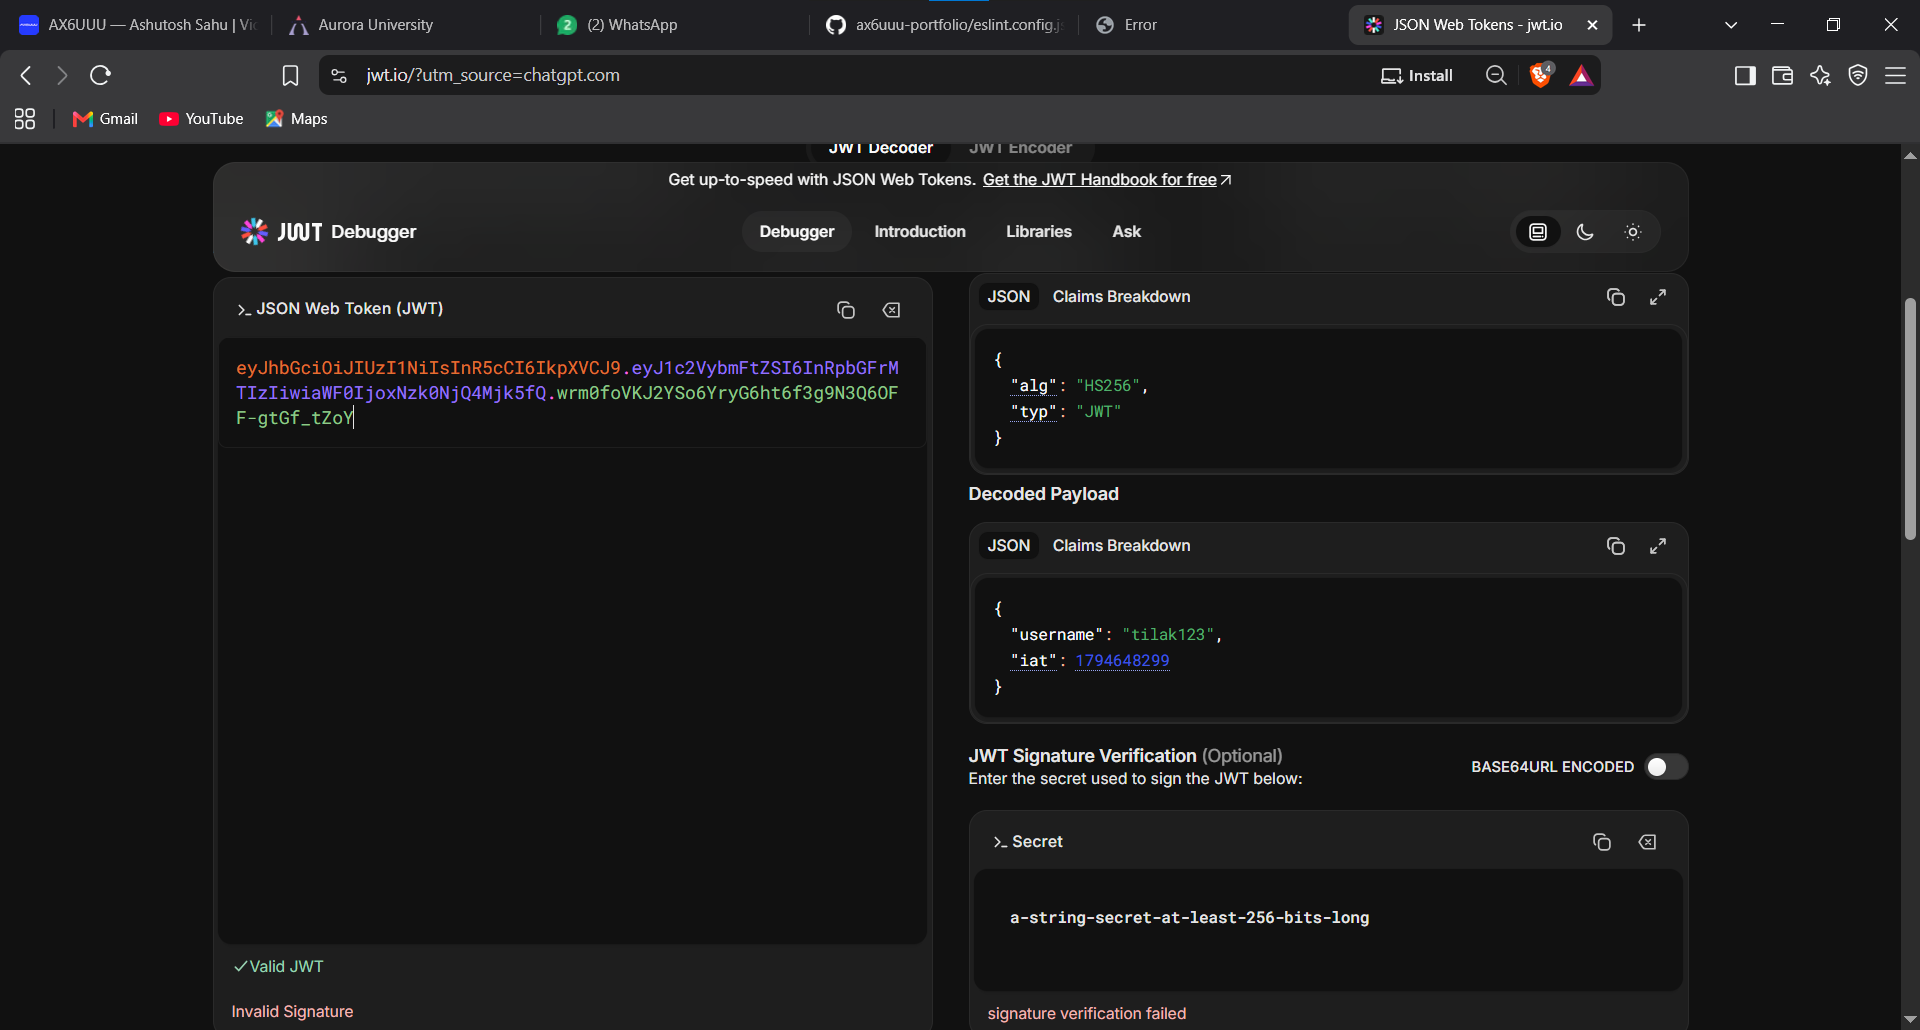 AX6UUU — Ashutosh Sahu | Vi
Aurora University
(2) WhatsApp
ax6uuu-portfolio/eslint.config.j
Error
JSON Web Tokens - jwt.io
jwt.io/?utm_source=chatgpt.com
Install
4
Gmail
YouTube
Maps
JWT Decoder
JWT Encoder
Get up-to-speed with JSON Web Tokens. Get the JWT Handbook for free
JWT Debugger
Debugger
Introduction
Libraries
Ask
JSON Web Token (JWT)
eyJhbGciOiJIUzI1NiIsInR5cCI6IkpXVCJ9.eyJ1c2VybmFtZSI6InRpbGFrM
TIzIiwiaWF0IjoxNzk0NjQ4Mjk5fQ.wrm0foVKJ2YSo6YryG6ht6f3g9N3Q6OF
F-gtGf_tZoY
Valid JWT
Invalid Signature
JSON
Claims Breakdown
{
"alg": "HS256",
"typ": "JWT"
}
Decoded Payload
JSON
Claims Breakdown
{
"username": "tilak123",
"iat": 1794648299
}
JWT Signature Verification (Optional)
Enter the secret used to sign the JWT below:
BASE64URL ENCODED
Secret
a-string-secret-at-least-256-bits-long
signature verification failed